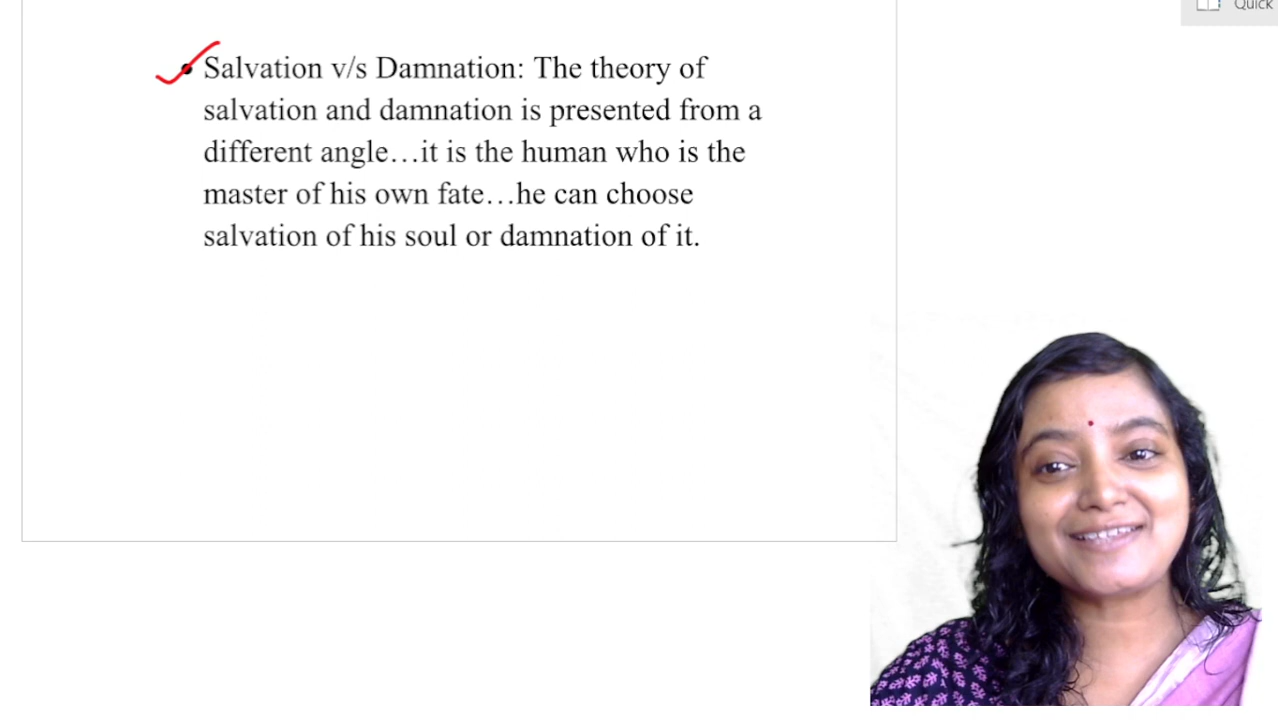 Quick
Salvation v/s Damnation: The theory of
salvation and damnation is presented from a
different angle…it is the human who is the
master of his own fate…he can choose
salvation of his soul or damnation of it.